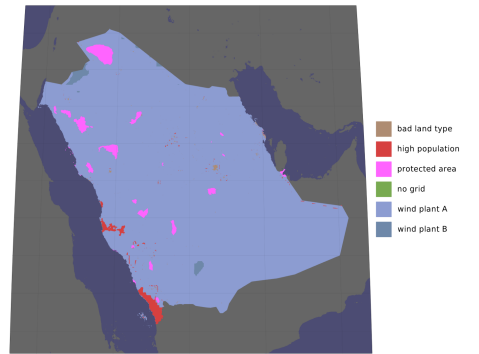 bad land type
high population
protected area
no grid
wind plant A
wind plant B